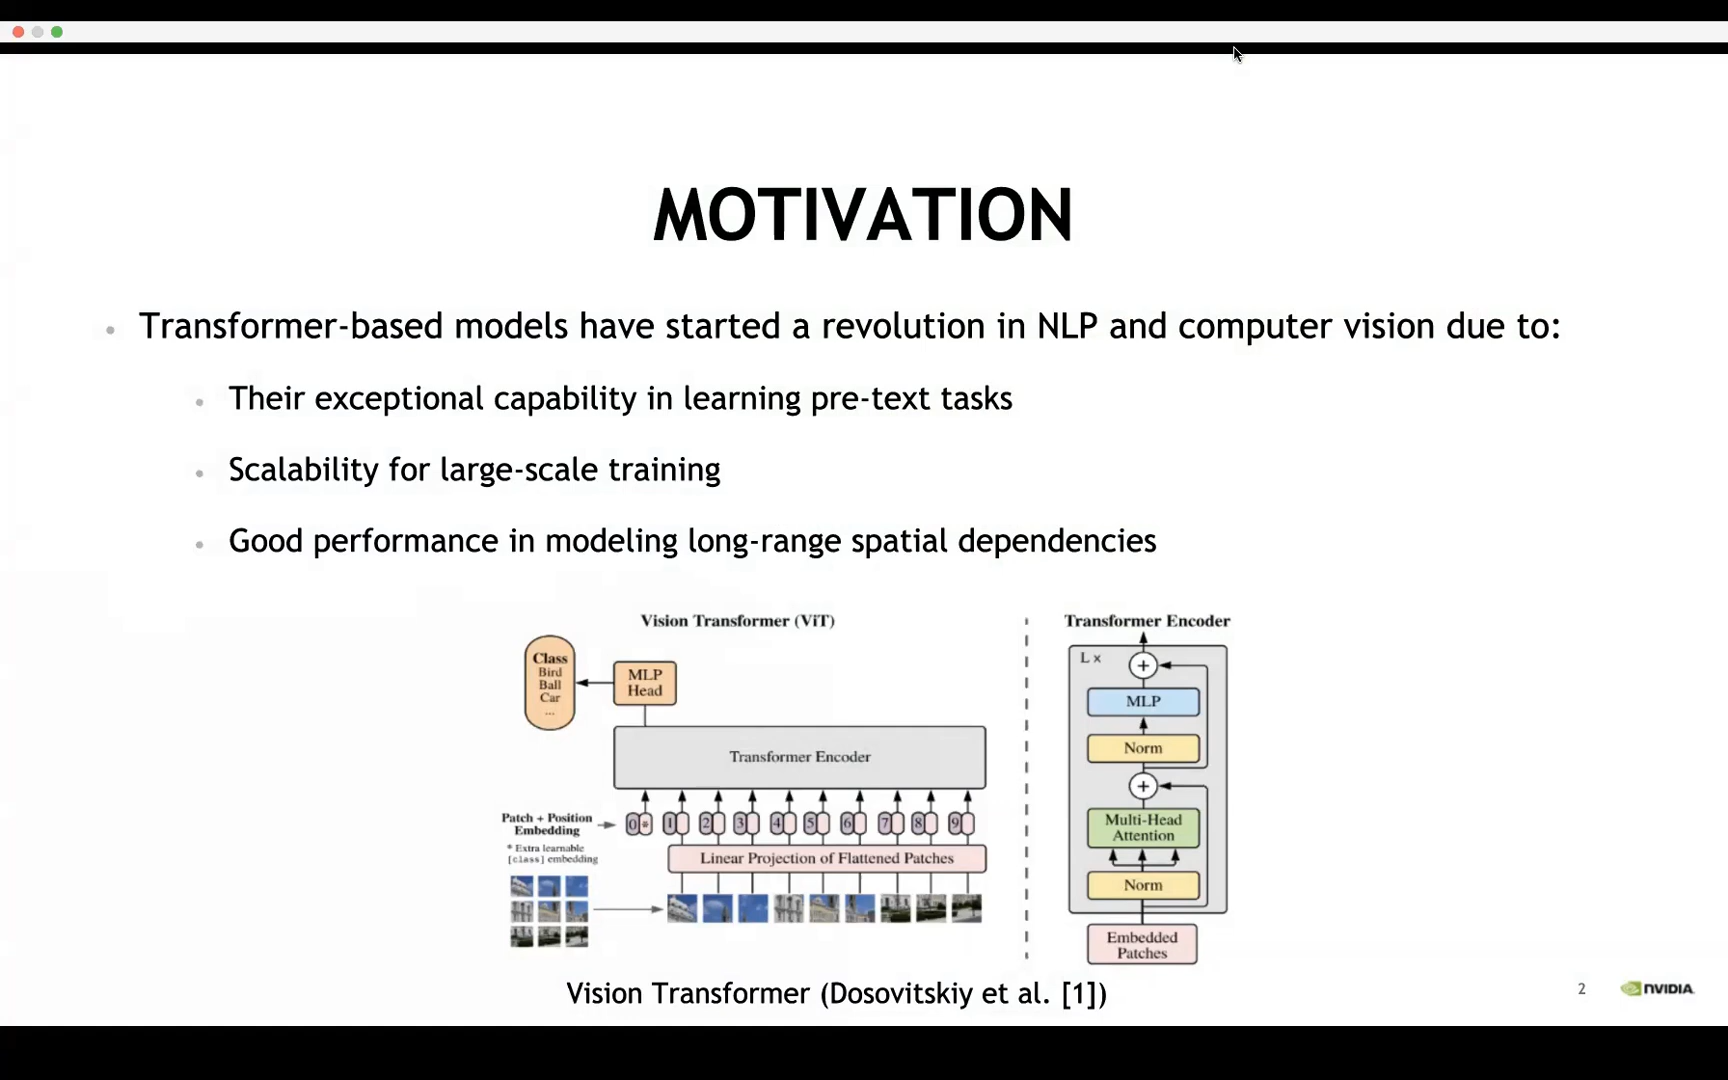 MOTIVATION
Transformer-based models have started a revolution in NLP and computer vision due to:
Their exceptional capability in learning pre-text tasks
Scalability for large-scale training
Good performance in modeling long-range spatial dependencies
Vision Transformer (ViT)
Class
Bird
Ball
Car
...
MLP
Head
Transformer Encoder
Patch + Position
Embedding
0* 1 2 3 4 5 6 7 8 9
* Extra learnable
[class] embedding
Linear Projection of Flattened Patches
Transformer Encoder
L x
+
MLP
Norm
+
Multi-Head
Attention
Norm
Embedded
Patches
Vision Transformer (Dosovitskiy et al. [1])
2
NVIDIA.